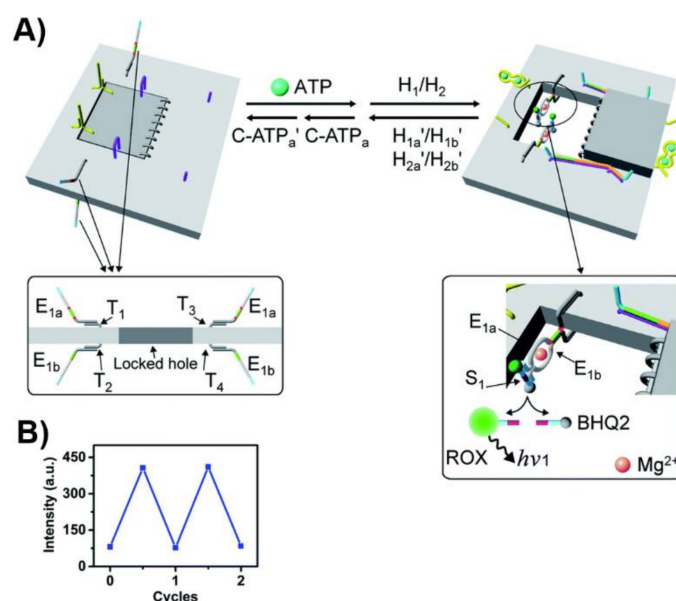 A)
ATP
H₁/H₂
C-ATPₐ' C-ATPₐ
H₁ₐ'/H₁b'
H₂ₐ'/H₂b'
E₁ₐ
T₁
T₃
E₁ₐ
E₁b
Locked hole
E₁b
T₂
T₄
E₁ₐ
E₁b
S₁
BHQ2
ROX
hν1
Mg²⁺
B)
Intensity (a.u.)
450
300
150
0
0
1
2
Cycles